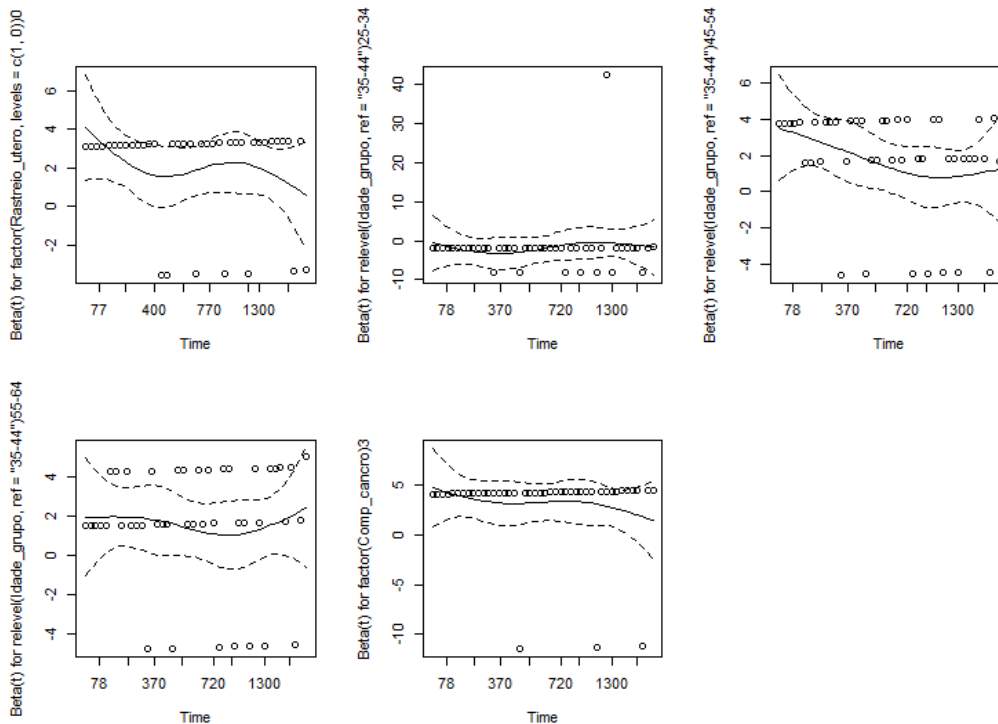 Beta(t) for factor(Rastreio_utero, levels = c(1, 0))0
6
4
2
0
-2
77 400 770 1300
Time
Beta(t) for relevel(Idade_grupo, ref = "35-44")25-34
40
30
20
10
0
-10
78 370 720 1300
Time
Beta(t) for relevel(Idade_grupo, ref = "35-44")45-54
6
4
2
0
-2
-4
78 370 720 1300
Time
Beta(t) for relevel(Idade_grupo, ref = "35-44")55-64
4
2
0
-2
-4
78 370 720 1300
Time
Beta(t) for factor(Comp_cancro)3
5
0
-5
-10
78 370 720 1300
Time